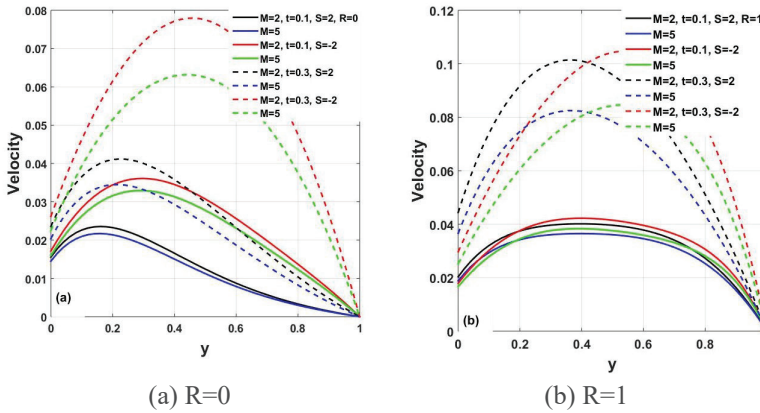 0.08
0.07
0.06
0.05
0.04
0.03
0.02
0.01
0
Velocity
M=2, t=0.1, S=2, R=0
M=5
M=2, t=0.1, S=-2
M=5
M=2, t=0.3, S=2
M=5
M=2, t=0.3, S=-2
M=5
(a)
0 0.2 0.4 0.6 0.8 1
y
(a) R=0
0.12
0.1
0.08
0.06
0.04
0.02
0
Velocity
M=2, t=0.1, S=2, R=1
M=5
M=2, t=0.1, S=-2
M=5
M=2, t=0.3, S=2
M=5
M=2, t=0.3, S=-2
M=5
(b)
0 0.2 0.4 0.6 0.8
y
(b) R=1